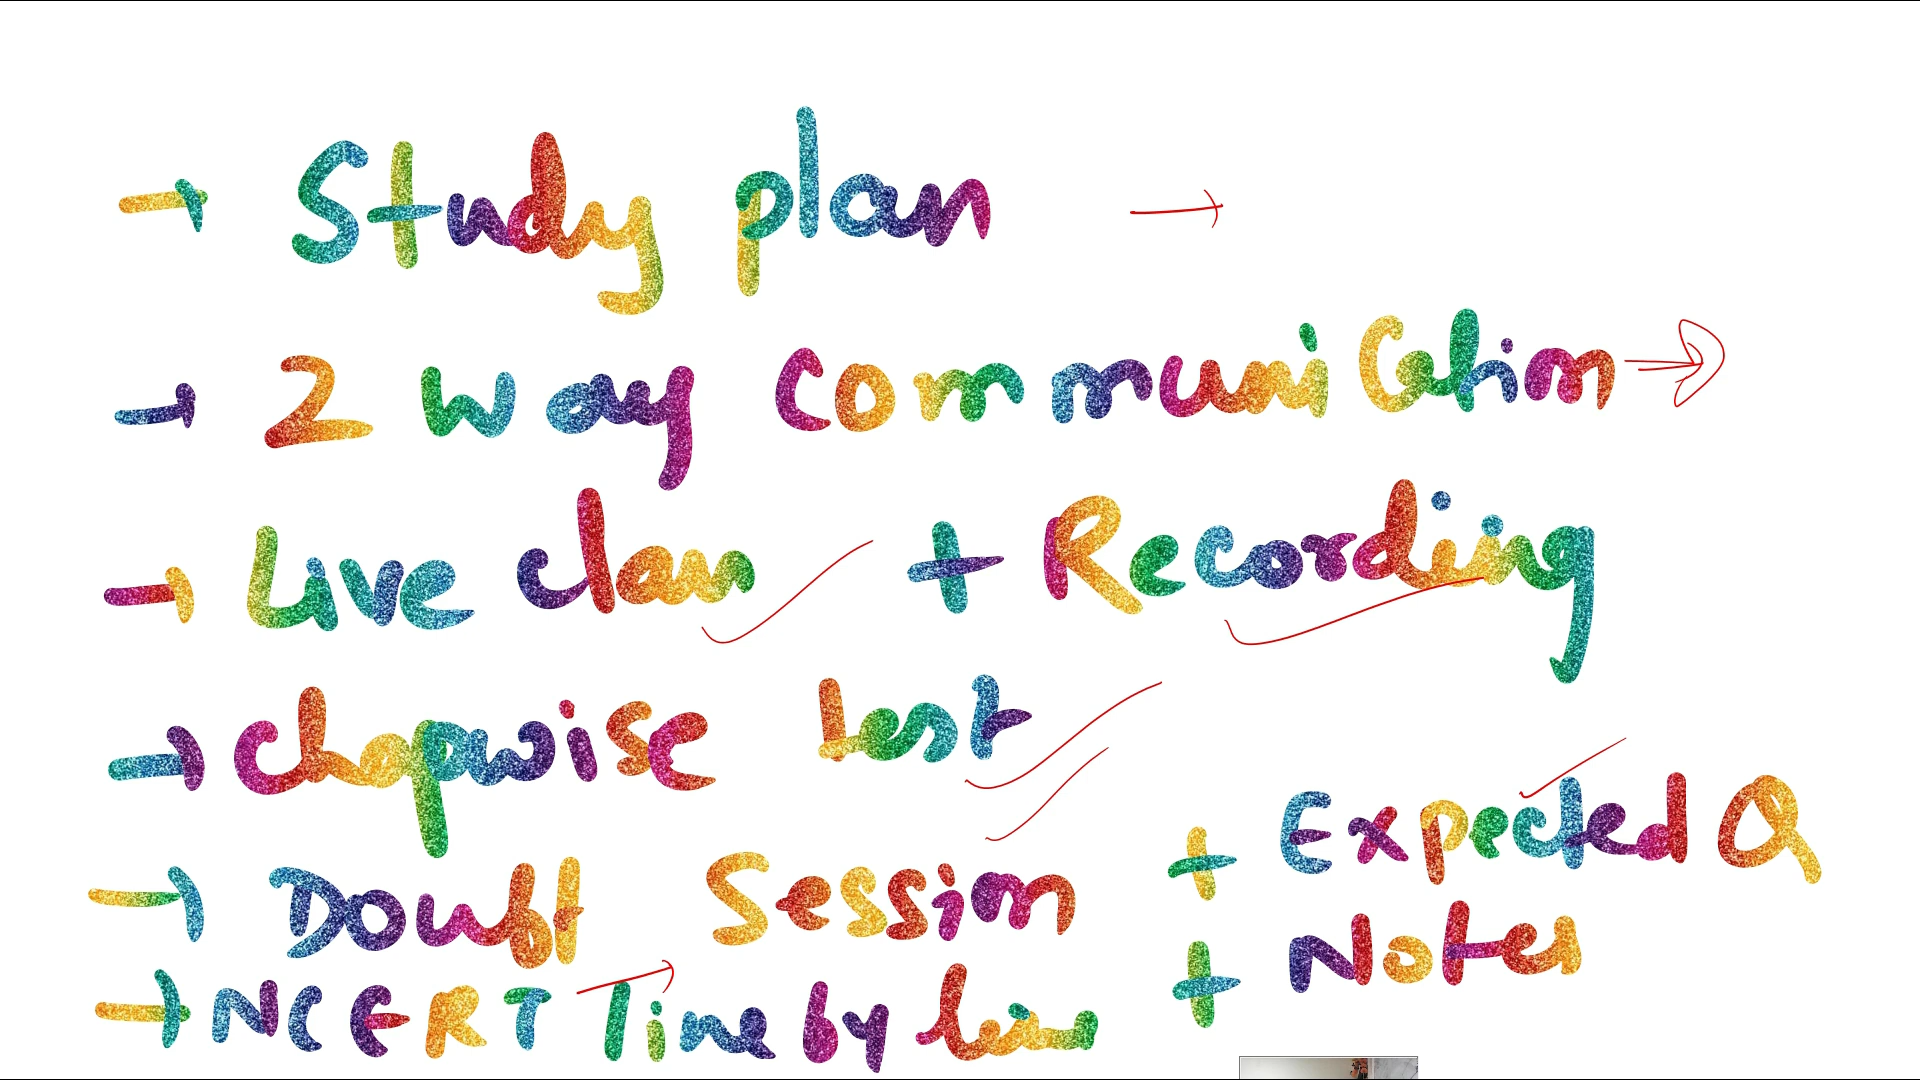 → Study plan →
→ 2 way communication →
→ Live class + Recording
→ chapwise test
→ Doubt Session + Expected Q
→ NCERT line by line + Notes